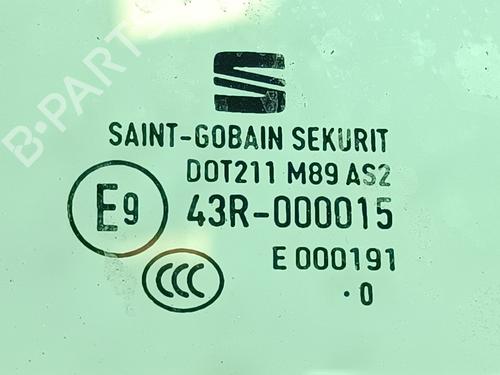 B-PARTS
SAINT-GOBAIN SEKURIT
DOT211 M89 AS2
E9 43R-000015
CCC E 000191
.0